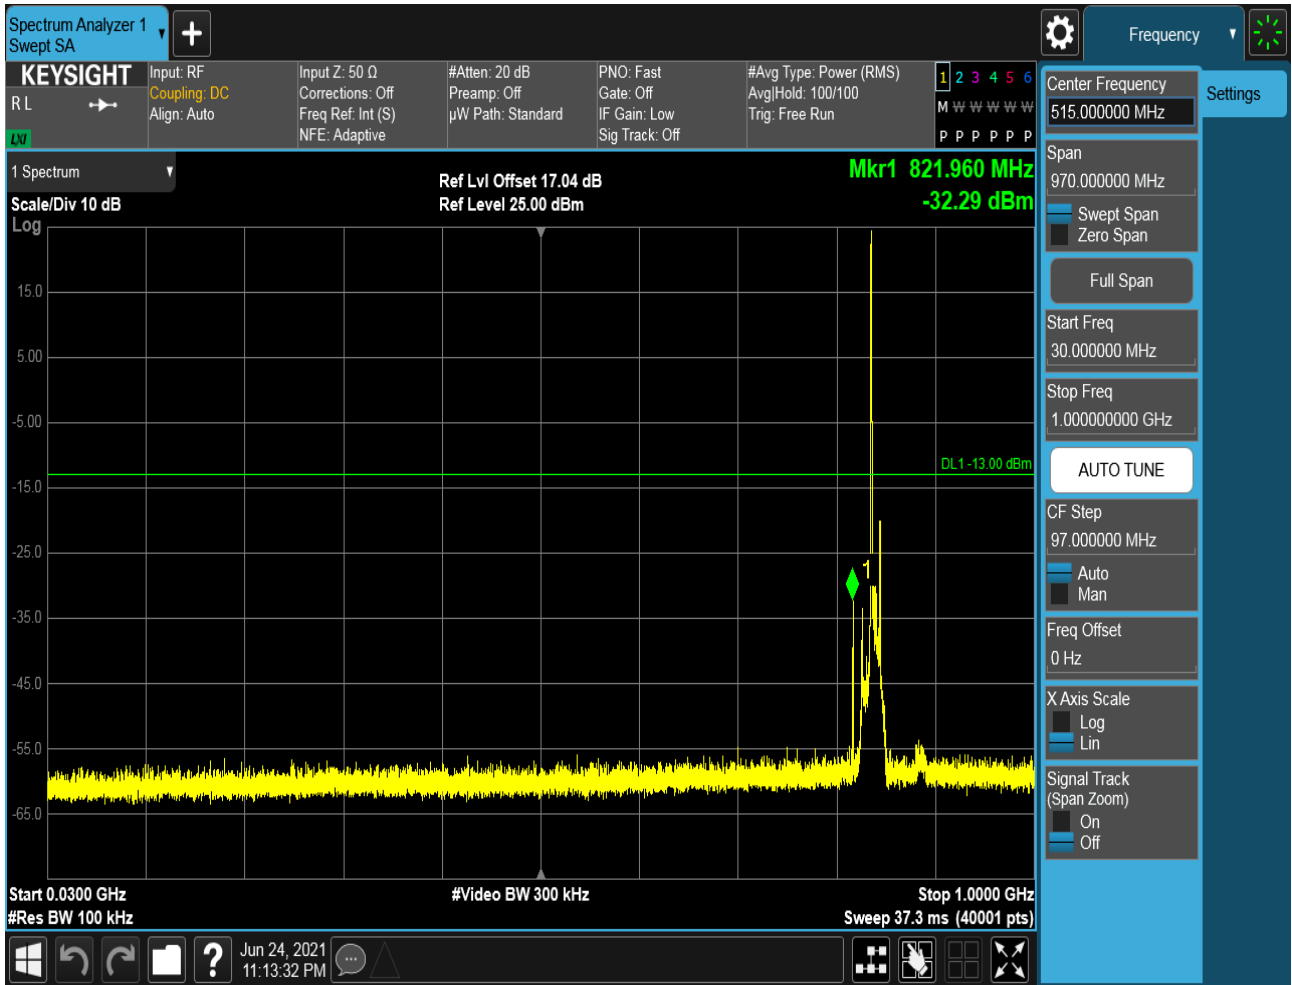 Spectrum Analyzer 1
Swept SA
Frequency
KEYSIGHT
R L
LXI
Input: RF
Coupling: DC
Align: Auto
Input Z: 50 Ω
Corrections: Off
Freq Ref: Int (S)
NFE: Adaptive
#Atten: 20 dB
Preamp: Off
µW Path: Standard
PNO: Fast
Gate: Off
IF Gain: Low
Sig Track: Off
#Avg Type: Power (RMS)
Avg|Hold: 100/100
Trig: Free Run
1 2 3 4 5 6
M W W W W W
P P P P P P
1 Spectrum
Scale/Div 10 dB
Log
Ref Lvl Offset 17.04 dB
Ref Level 25.00 dBm
Mkr1 821.960 MHz
-32.29 dBm
15.0
5.00
-5.00
-15.0
-25.0
-35.0
-45.0
-55.0
-65.0
DL1 -13.00 dBm
Start 0.0300 GHz
#Res BW 100 kHz
#Video BW 300 kHz
Stop 1.0000 GHz
Sweep 37.3 ms (40001 pts)
Center Frequency
515.000000 MHz
Span
970.000000 MHz
Swept Span
Zero Span
Full Span
Start Freq
30.000000 MHz
Stop Freq
1.000000000 GHz
AUTO TUNE
CF Step
97.000000 MHz
Auto
Man
Freq Offset
0 Hz
X Axis Scale
Log
Lin
Signal Track
(Span Zoom)
On
Off
Settings
?
Jun 24, 2021
11:13:32 PM